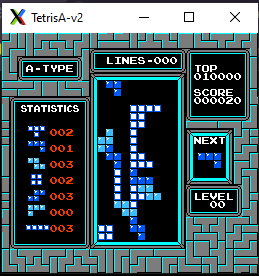 TetrisA-v2
A-TYPE
LINES-000
TOP
010000
SCORE
000020
STATISTICS
002
001
003
002
003
000
003
NEXT
LEVEL
00